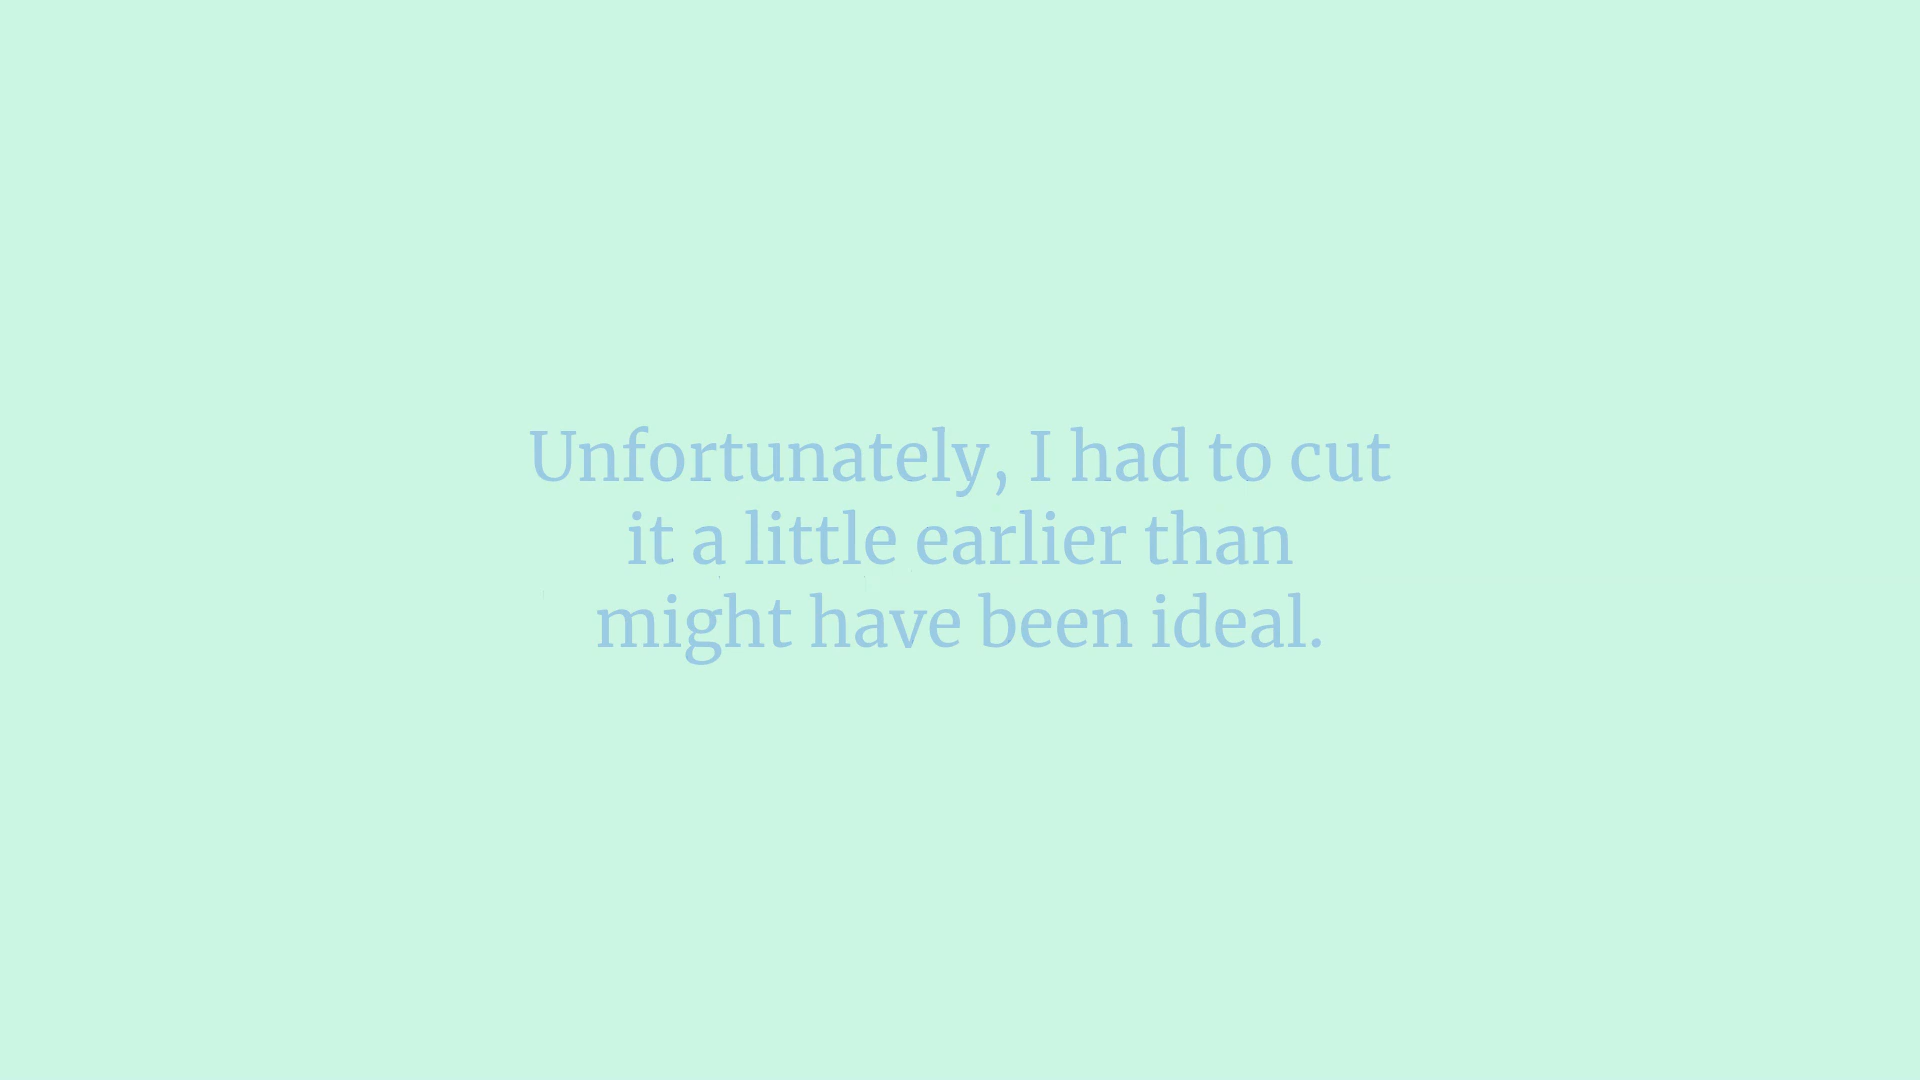 Unfortunately, I had to cut
it a little earlier than
might have been ideal.